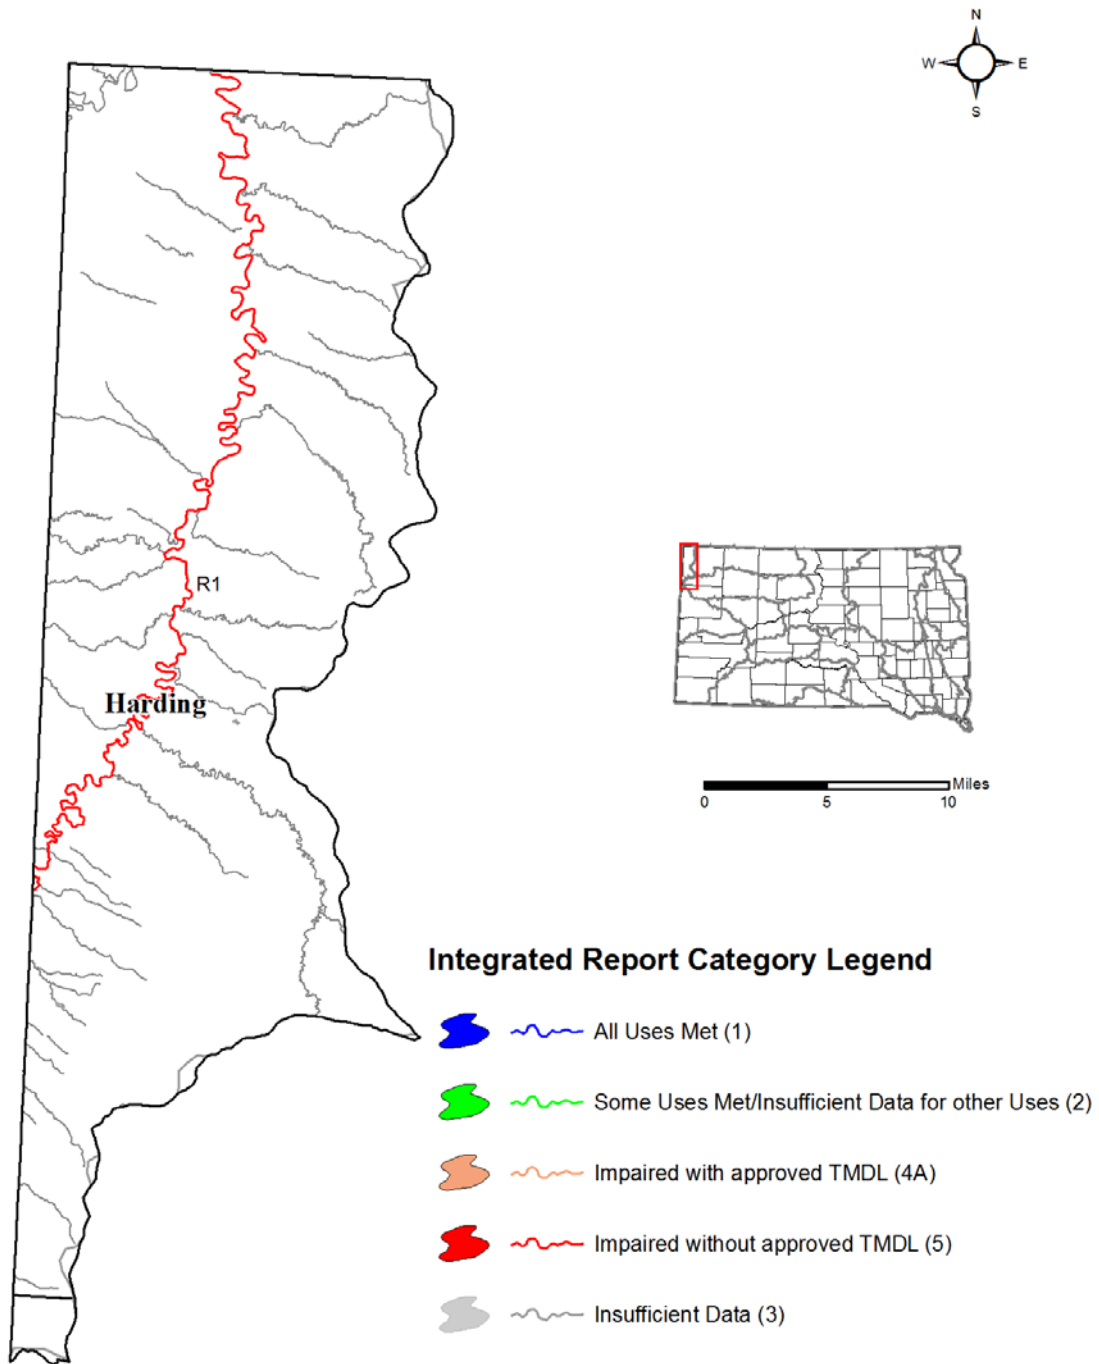 N
W E
S
R1
Harding
Miles
0 5 10
Integrated Report Category Legend
All Uses Met (1)
Some Uses Met/Insufficient Data for other Uses (2)
Impaired with approved TMDL (4A)
Impaired without approved TMDL (5)
Insufficient Data (3)